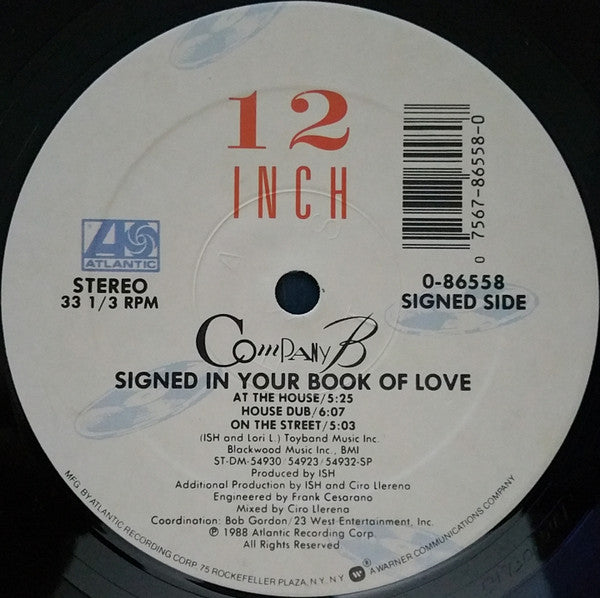 12
INCH
0 7567-86558-0
ATLANTIC
STEREO
33 1/3 RPM
0-86558
SIGNED SIDE
Company B
SIGNED IN YOUR BOOK OF LOVE
AT THE HOUSE/5:25
HOUSE DUB/6:07
ON THE STREET/5:03
(ISH and Lori L.) Toyband Music Inc.
Blackwood Music Inc., BMI
ST-DM-54930 54923/54932-SP
Produced by ISH
Additional Production by ISH and Ciro Llerena
Engineered by Frank Cesarano
Mixed by Ciro Llerena
Coordination: Bob Gordon/23 West Entertainment, Inc.
℗ 1988 Atlantic Recording Corp.
All Rights Reserved.
MFG. BY ATLANTIC RECORDING CORP. 75 ROCKEFELLER PLAZA, N.Y. N.Y. A WARNER COMMUNICATIONS COMPANY